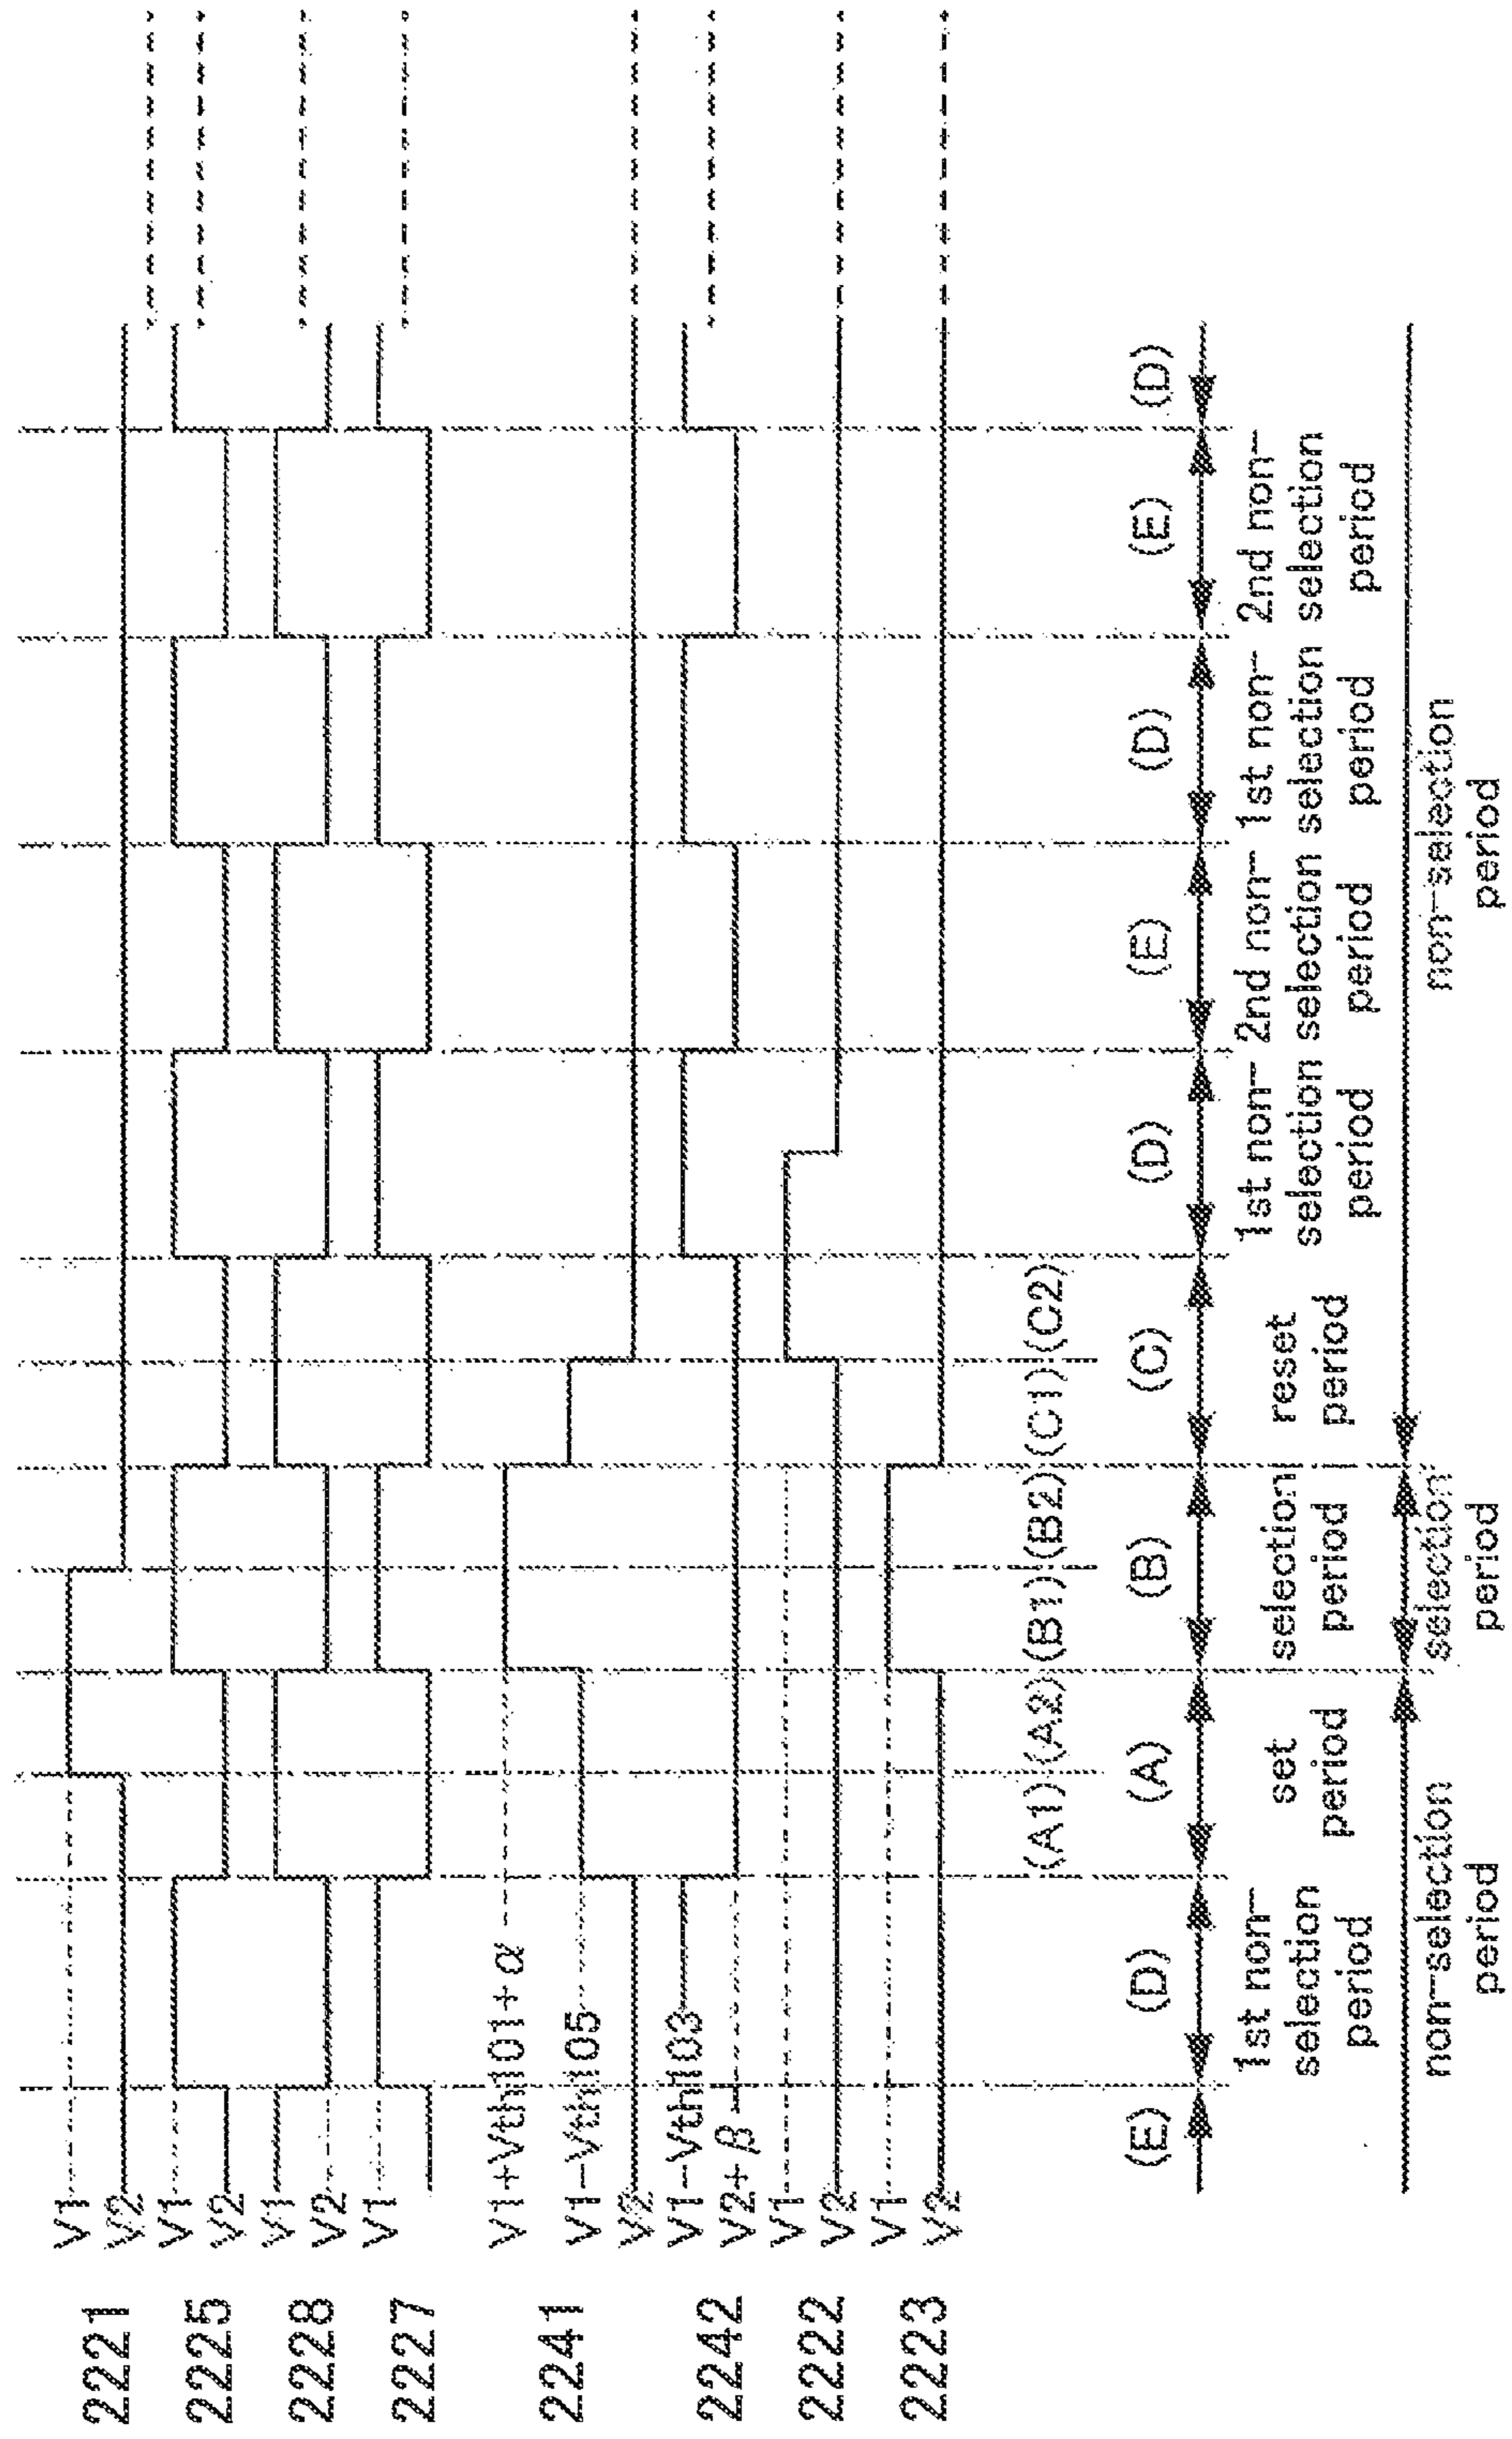 2221
V1
V2
2225
V1
V2
2228
V1
V2
2227
V1
2241
V1+Vth101+α
V1-Vth105
V2
2242
V1-Vth103
V2+β
2222
V1
V2
2223
V1
V2
(A1) (A2) (B1) (B2) (C1) (C2)
(E) (D) (A) (B) (C) (D) (E) (D) (E) (D)
1st non-
selection
period
set
period
selection
period
reset
period
1st non-
selection
period
2nd non-
selection
period
1st non-
selection
period
2nd non-
selection
period
non-selection
period
selection
period
non-selection
period